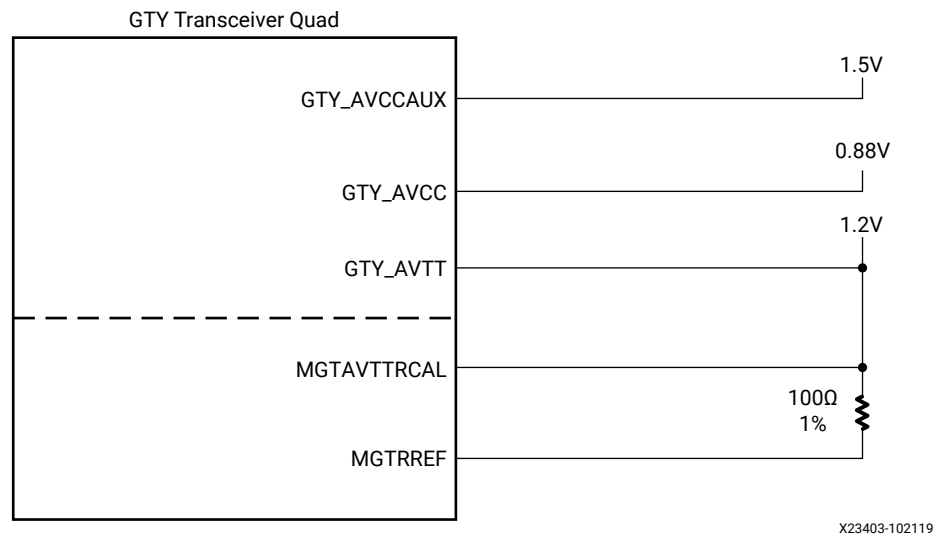 GTY Transceiver Quad
1.5V
GTY_AVCCAUX
0.88V
GTY_AVCC
1.2V
GTY_AVTT
MGTAVTTRCAL
100Ω
1%
MGTRREF
X23403-102119